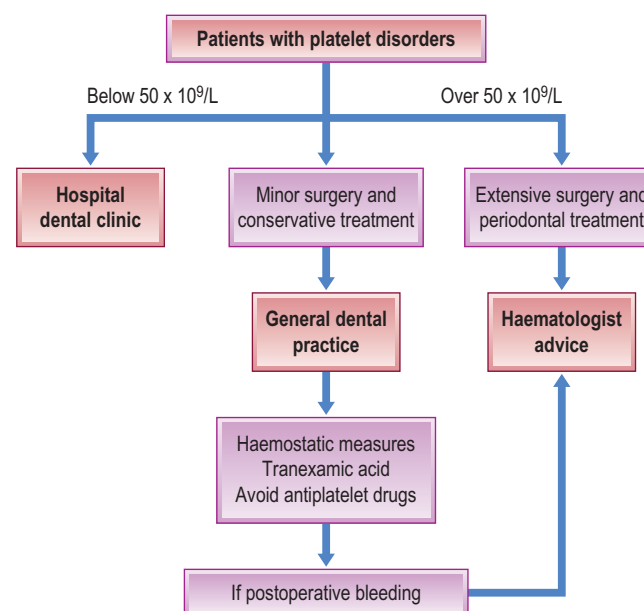 Patients with platelet disorders
Below 50 x 10⁹/L
Over 50 x 10⁹/L
Hospital
dental clinic
Minor surgery and
conservative treatment
Extensive surgery and
periodontal treatment
General dental
practice
Haematologist
advice
Haemostatic measures
Tranexamic acid
Avoid antiplatelet drugs
If postoperative bleeding